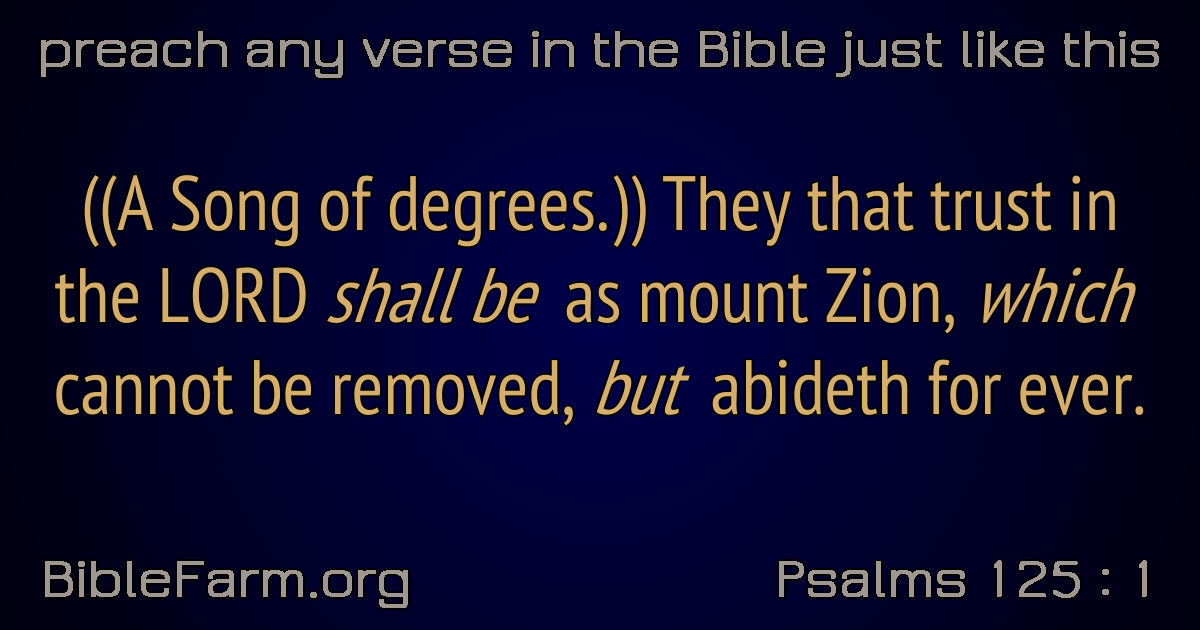 preach any verse in the Bible just like this
((A Song of degrees.)) They that trust in
the LORD shall be as mount Zion, which
cannot be removed, but abideth for ever.
BibleFarm.org
Psalms 125 : 1